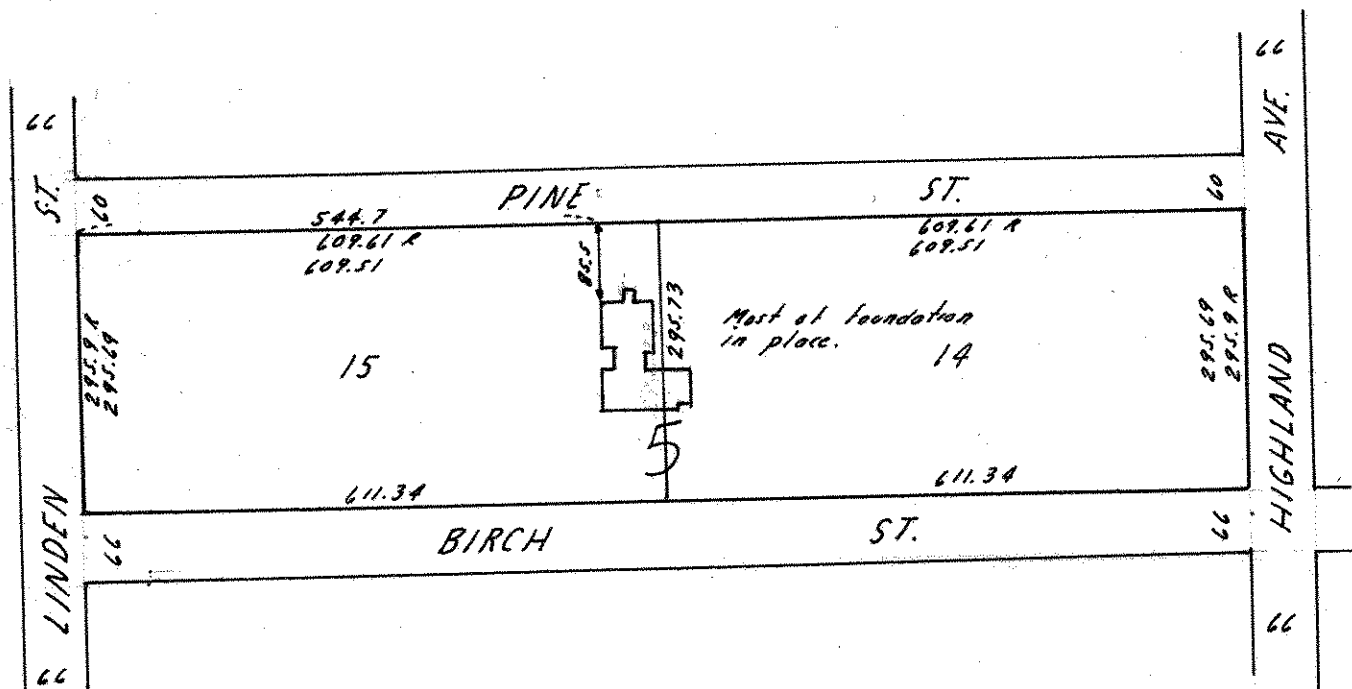 66
66
AVE.
ST.
60
PINE
ST.
60
544.7
609.61 R
609.51
609.61 R
609.51
85.5
295.73
Most of foundation
in place.
295.9 R
295.69
15
14
295.69
295.9 R
HIGHLAND
5
611.34
611.34
LINDEN
66
BIRCH
ST.
66
66
66